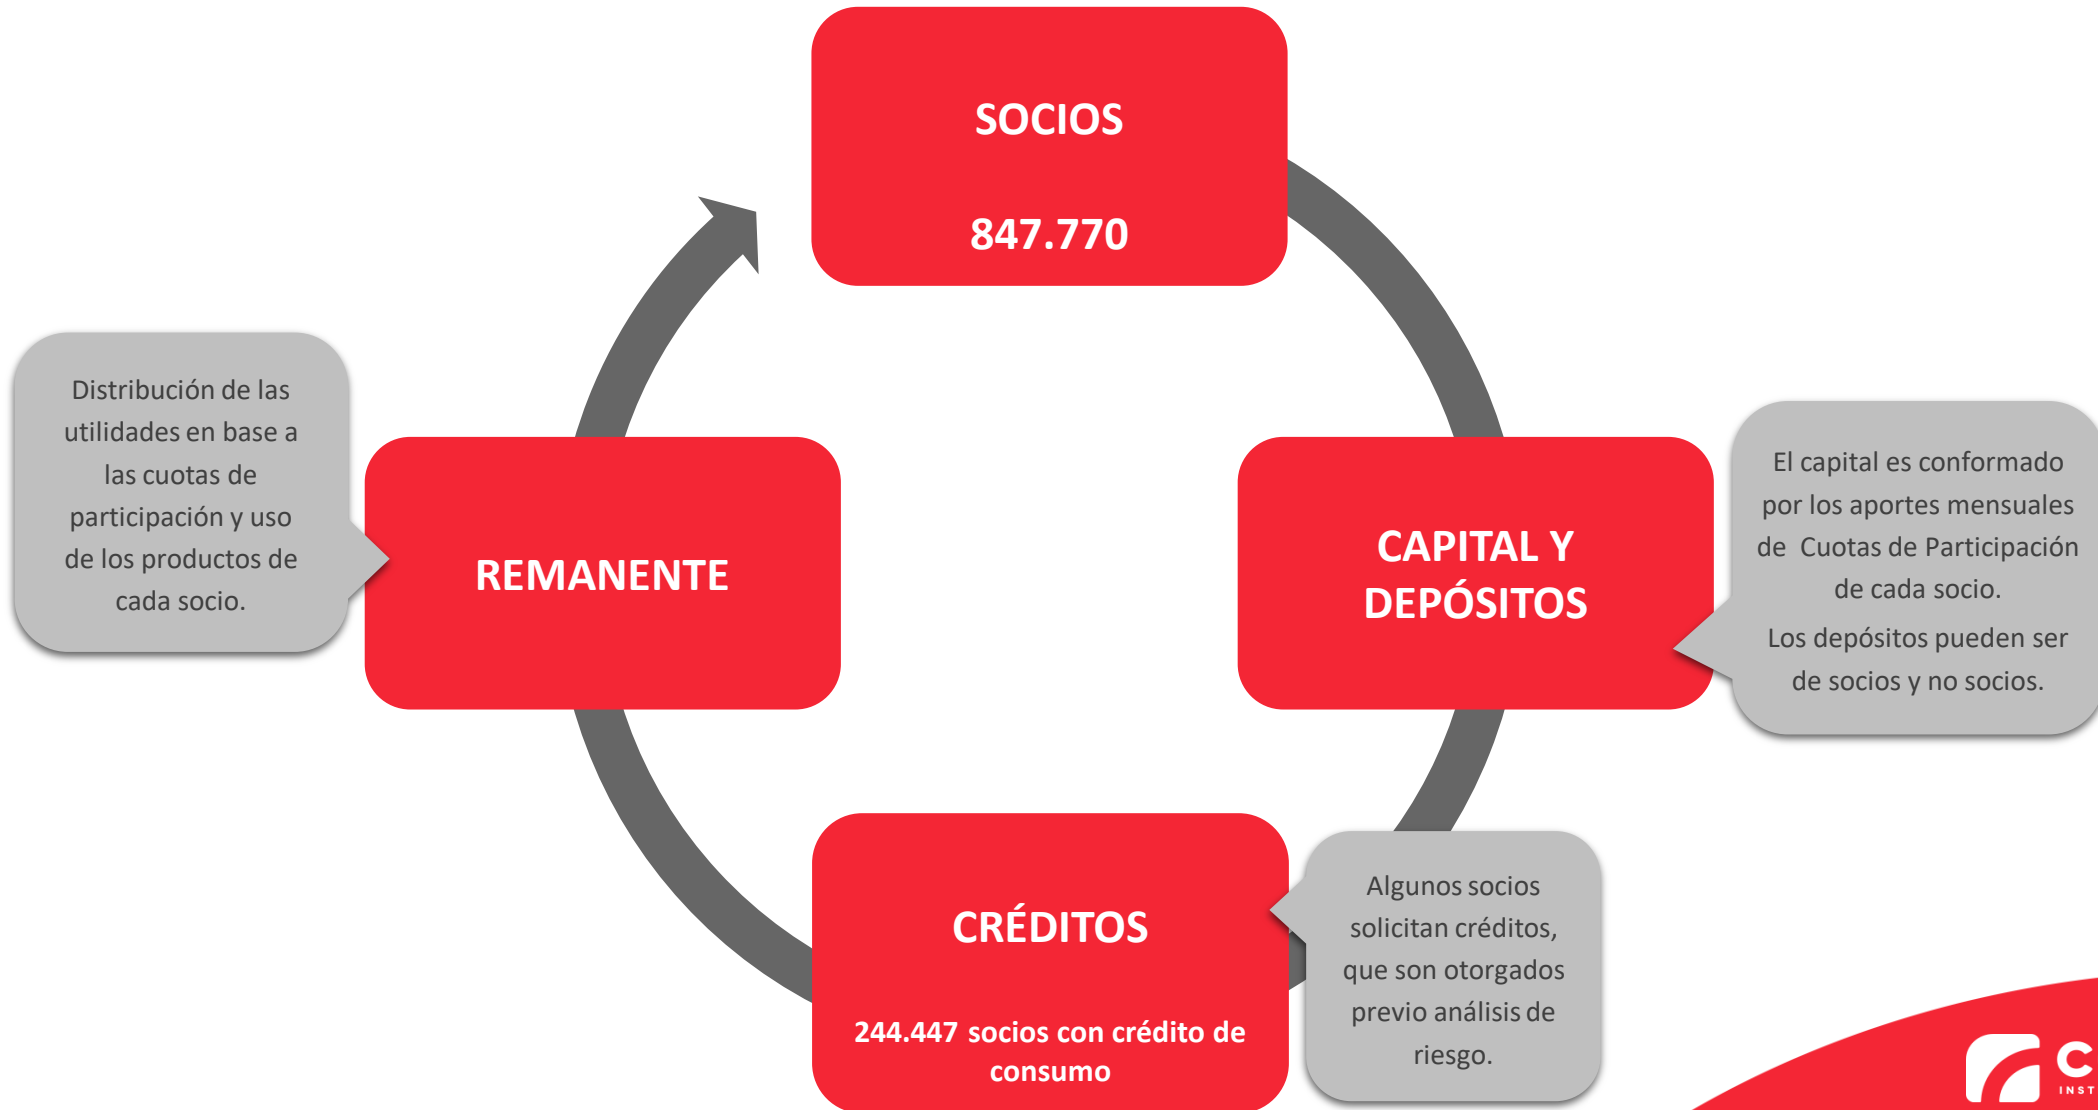 SOCIOS
847.770
Distribución de las
utilidades en base a
las cuotas de
participación y uso
de los productos de
cada socio.
REMANENTE
CAPITAL Y
DEPÓSITOS
El capital es conformado
por los aportes mensuales
de Cuotas de Participación
de cada socio.
Los depósitos pueden ser
de socios y no socios.
CRÉDITOS
244.447 socios con crédito de
consumo
Algunos socios
solicitan créditos,
que son otorgados
previo análisis de
riesgo.